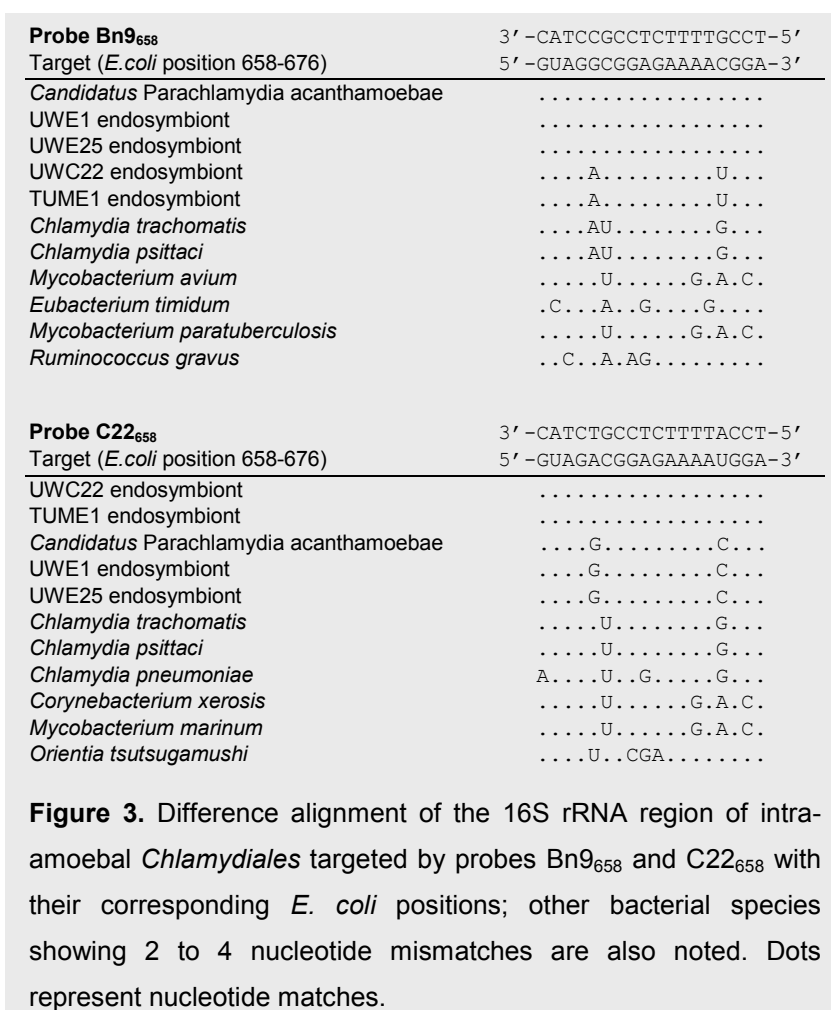 Probe Bn9658 3′-CATCCGCCTCTTTTGCCT-5′
Target (E.coli position 658-676) 5′-GUAGGCGGAGAAAACGGA-3′
Candidatus Parachlamydia acanthamoebae ..................
UWE1 endosymbiont ..................
UWE25 endosymbiont ..................
UWC22 endosymbiont ....A.........U...
TUME1 endosymbiont ....A.........U...
Chlamydia trachomatis ....AU........G...
Chlamydia psittaci ....AU........G...
Mycobacterium avium .....U......G.A.C.
Eubacterium timidum .C...A..G....G....
Mycobacterium paratuberculosis .....U......G.A.C.
Ruminococcus gravus ..C..A.AG.........
Probe C22658 3′-CATCTGCCTCTTTTACCT-5′
Target (E.coli position 658-676) 5′-GUAGACGGAGAAAAUGGA-3′
UWC22 endosymbiont ..................
TUME1 endosymbiont ..................
Candidatus Parachlamydia acanthamoebae ....G.........C...
UWE1 endosymbiont ....G.........C...
UWE25 endosymbiont ....G.........C...
Chlamydia trachomatis .....U........G...
Chlamydia psittaci .....U........G...
Chlamydia pneumoniae A....U..G.....G...
Corynebacterium xerosis .....U......G.A.C.
Mycobacterium marinum .....U......G.A.C.
Orientia tsutsugamushi ....U..CGA........
Figure 3. Difference alignment of the 16S rRNA region of intra-
amoebal Chlamydiales targeted by probes Bn9658 and C22658 with
their corresponding E. coli positions; other bacterial species
showing 2 to 4 nucleotide mismatches are also noted. Dots
represent nucleotide matches.